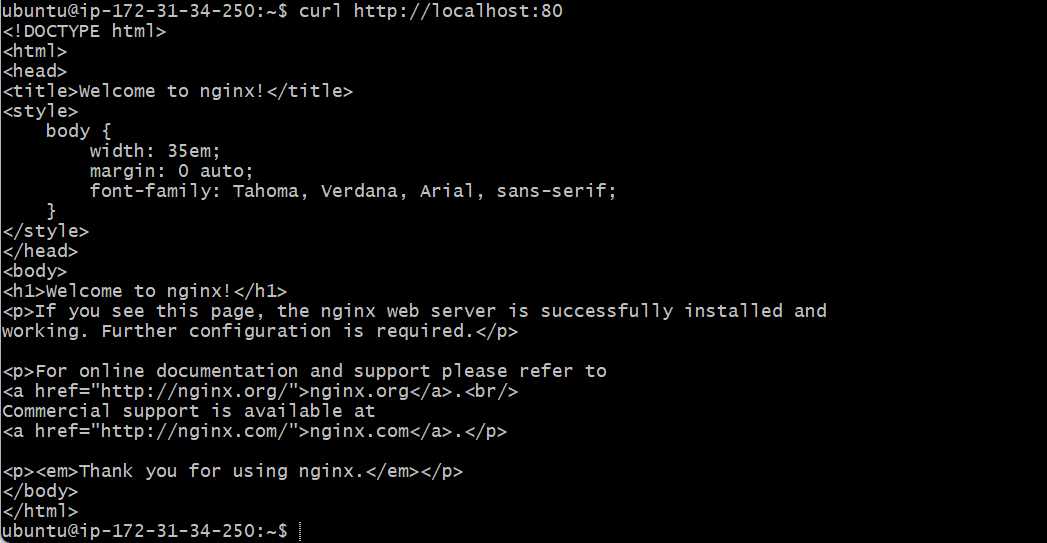 ubuntu@ip-172-31-34-250:~$ curl http://localhost:80
<!DOCTYPE html>
<html>
<head>
<title>Welcome to nginx!</title>
<style>
    body {
        width: 35em;
        margin: 0 auto;
        font-family: Tahoma, Verdana, Arial, sans-serif;
    }
</style>
</head>
<body>
<h1>Welcome to nginx!</h1>
<p>If you see this page, the nginx web server is successfully installed and
working. Further configuration is required.</p>

<p>For online documentation and support please refer to
<a href="http://nginx.org/">nginx.org</a>.<br/>
Commercial support is available at
<a href="http://nginx.com/">nginx.com</a>.</p>

<p><em>Thank you for using nginx.</em></p>
</body>
</html>
ubuntu@ip-172-31-34-250:~$